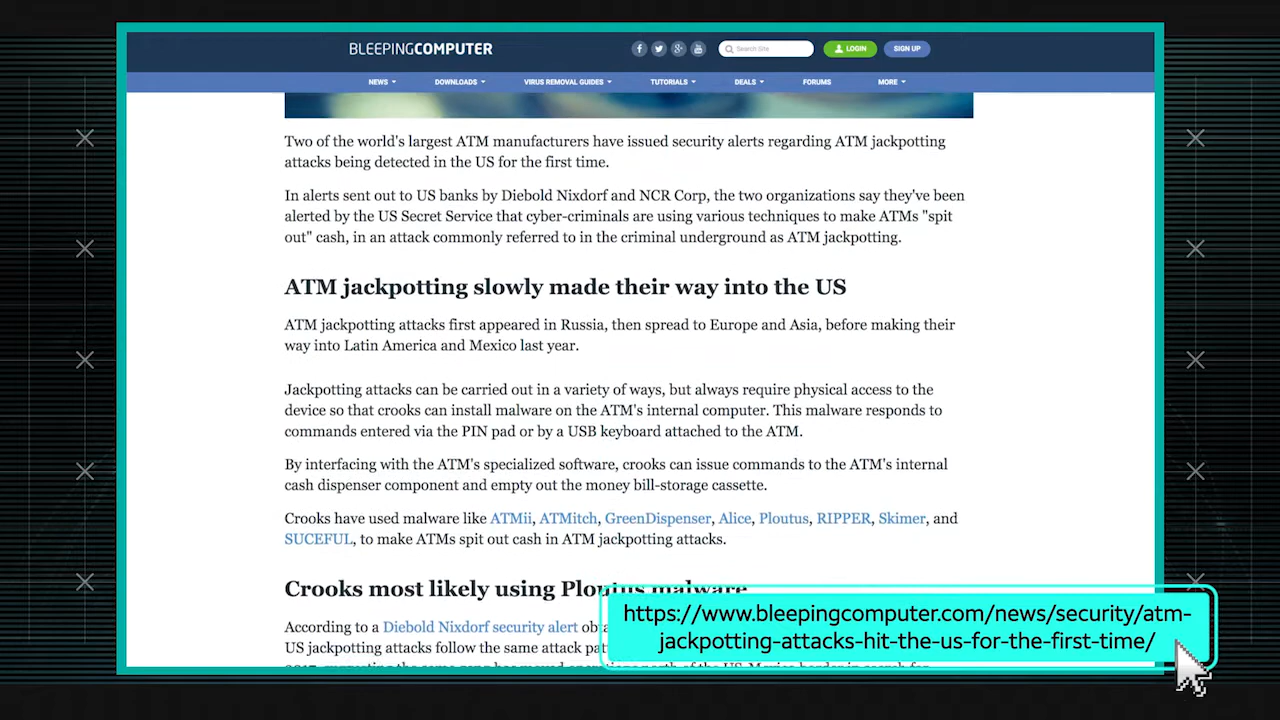 BLEEPINGCOMPUTER
Search Site
LOGIN
SIGN UP
NEWS
DOWNLOADS
VIRUS REMOVAL GUIDES
TUTORIALS
DEALS
FORUMS
MORE
Two of the world's largest ATM manufacturers have issued security alerts regarding ATM jackpotting
attacks being detected in the US for the first time.
In alerts sent out to US banks by Diebold Nixdorf and NCR Corp, the two organizations say they've been
alerted by the US Secret Service that cyber-criminals are using various techniques to make ATMs "spit
out" cash, in an attack commonly referred to in the criminal underground as ATM jackpotting.
ATM jackpotting slowly made their way into the US
ATM jackpotting attacks first appeared in Russia, then spread to Europe and Asia, before making their
way into Latin America and Mexico last year.
Jackpotting attacks can be carried out in a variety of ways, but always require physical access to the
device so that crooks can install malware on the ATM's internal computer. This malware responds to
commands entered via the PIN pad or by a USB keyboard attached to the ATM.
By interfacing with the ATM's specialized software, crooks can issue commands to the ATM's internal
cash dispenser component and empty out the money bill-storage cassette.
Crooks have used malware like ATMii, ATMitch, GreenDispenser, Alice, Ploutus, RIPPER, Skimer, and
SUCEFUL, to make ATMs spit out cash in ATM jackpotting attacks.
Crooks most likely using Ploutus malware
According to a Diebold Nixdorf security alert
US jackpotting attacks follow the same attack
https://www.bleepingcomputer.com/news/security/atm-
jackpotting-attacks-hit-the-us-for-the-first-time/